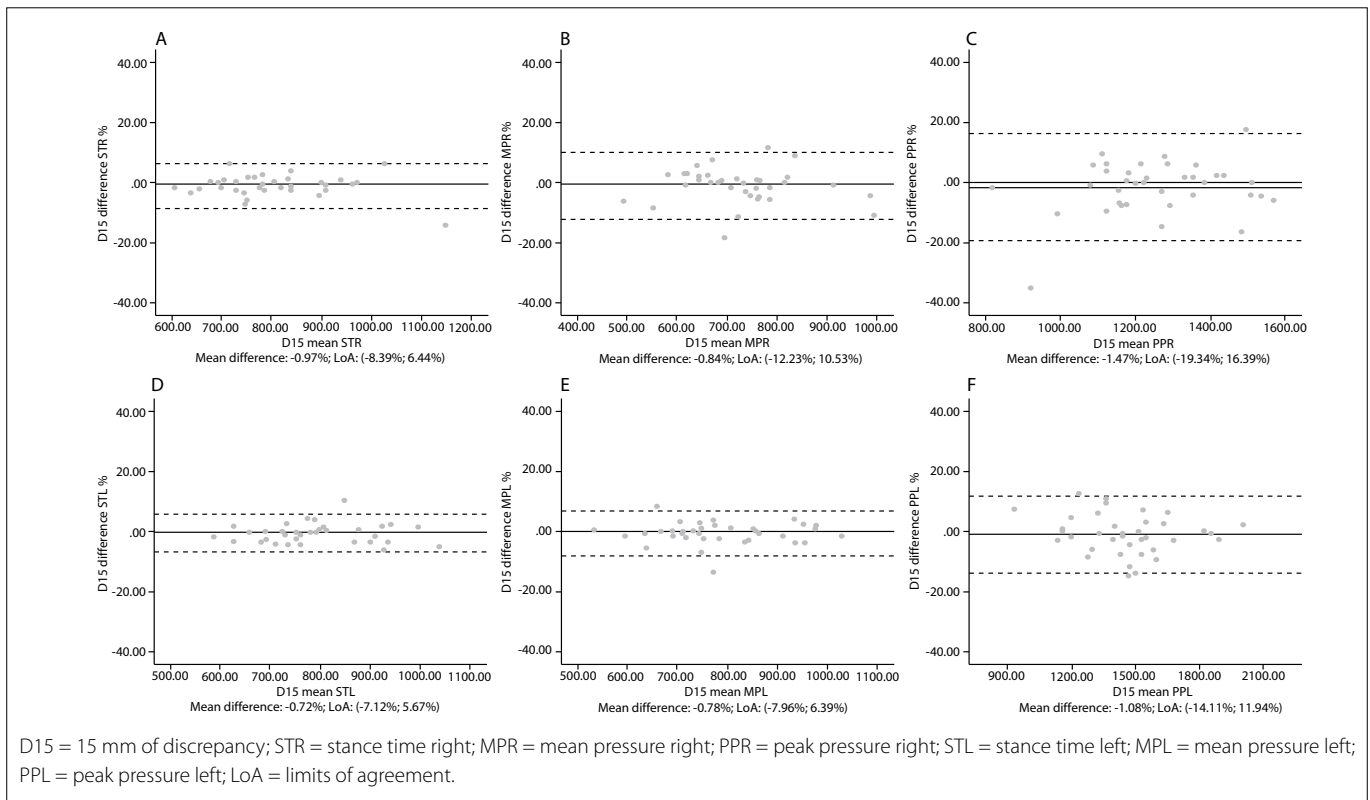 A
40.00
20.00
.00
-20.00
-40.00
D15 difference STR %
600.00 700.00 800.00 900.00 1000.00 1100.00 1200.00
D15 mean STR
Mean difference: -0.97%; LoA: (-8.39%; 6.44%)
B
40.00
20.00
.00
-20.00
-40.00
D15 difference MPR %
400.00 500.00 600.00 700.00 800.00 900.00 1000.00
D15 mean MPR
Mean difference: -0.84%; LoA: (-12.23%; 10.53%)
C
40.00
20.00
.00
-20.00
-40.00
D15 difference PPR %
800.00 1000.00 1200.00 1400.00 1600.00
D15 mean PPR
Mean difference: -1.47%; LoA: (-19.34%; 16.39%)
D
40.00
20.00
.00
-20.00
-40.00
D15 difference STL %
500.00 600.00 700.00 800.00 900.00 1000.00 1100.00
D15 mean STL
Mean difference: -0.72%; LoA: (-7.12%; 5.67%)
E
40.00
20.00
.00
-20.00
-40.00
D15 difference MPL %
500.00 600.00 700.00 800.00 900.00 1000.00 1100.00
D15 mean MPL
Mean difference: -0.78%; LoA: (-7.96%; 6.39%)
F
40.00
20.00
.00
-20.00
-40.00
D15 difference PPL %
900.00 1200.00 1500.00 1800.00 2100.00
D15 mean PPL
Mean difference: -1.08%; LoA: (-14.11%; 11.94%)
D15 = 15 mm of discrepancy; STR = stance time right; MPR = mean pressure right; PPR = peak pressure right; STL = stance time left; MPL = mean pressure left;
PPL = peak pressure left; LoA = limits of agreement.